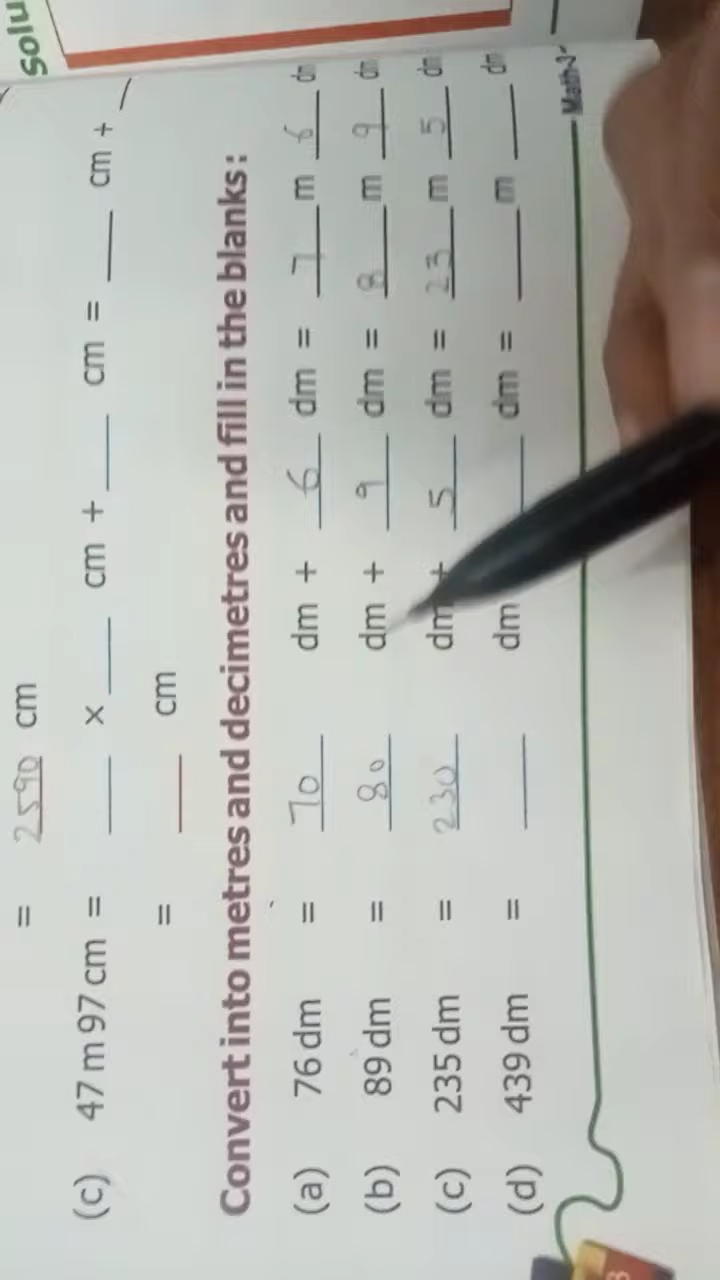 solu
= 2590 cm
(c) 47 m 97 cm = ___ × ___ cm + ___ cm = ___ cm + ___
= ___ cm
Convert into metres and decimetres and fill in the blanks:
(a) 76 dm = 70 dm + 6 dm = 7 m 6 dm
(b) 89 dm = 80 dm + 9 dm = 8 m 9 dm
(c) 235 dm = 230 dm + 5 dm = 23 m 5 dm
(d) 439 dm = ___ dm ___ dm = ___ m ___ dm
Math-3